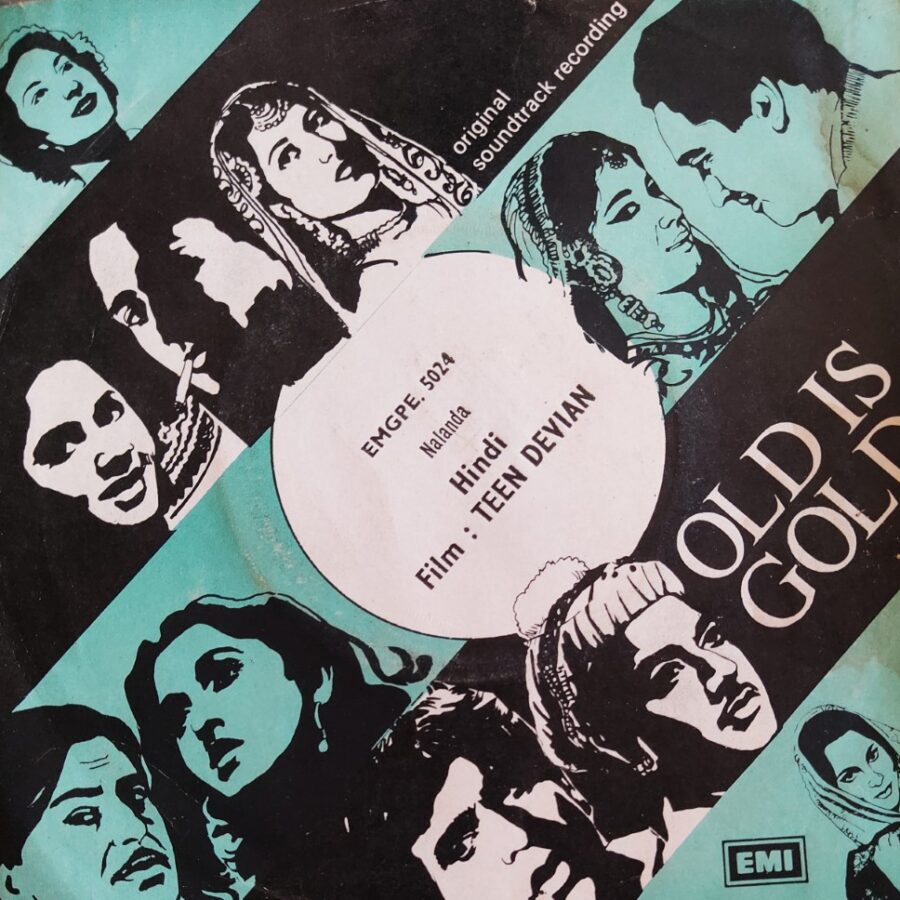 original
soundtrack recording
EMGPE. 5024
Nalanda
Hindi
Film : TEEN DEVIAN
OLD IS
GOLD
EMI